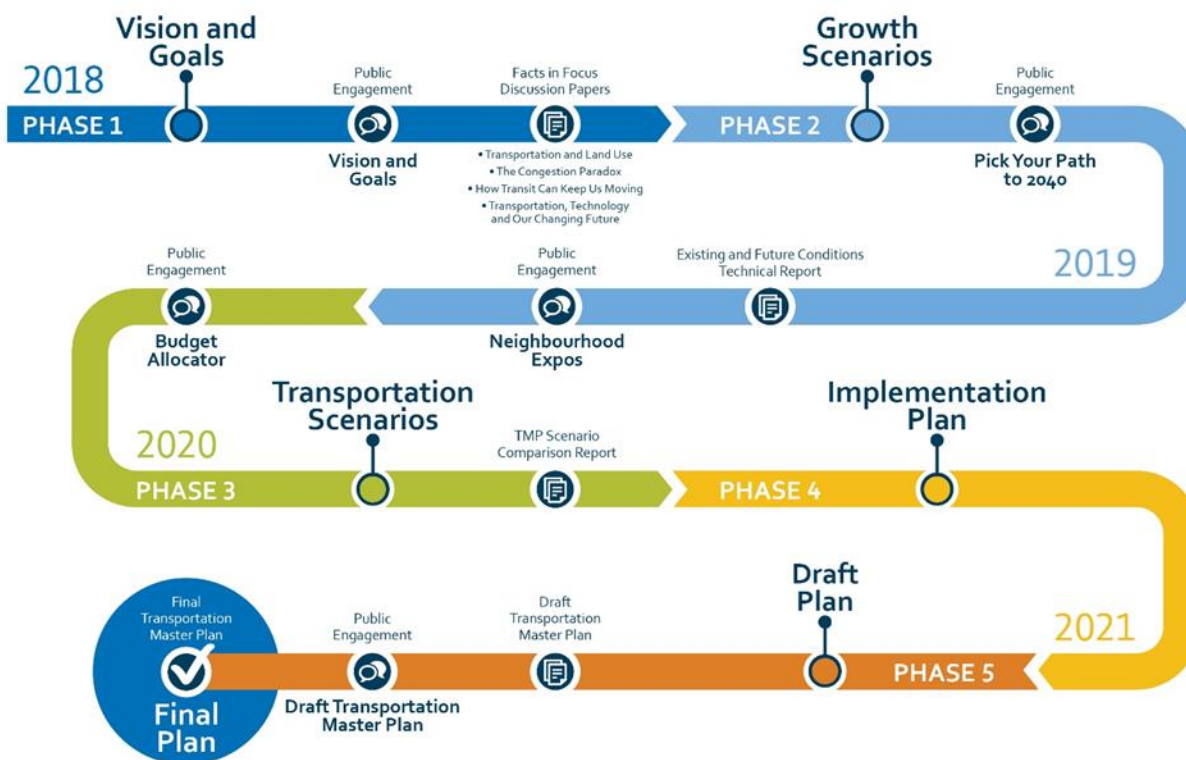 Vision and
Goals
2018
PHASE 1
Public
Engagement
Vision and
Goals
Facts in Focus
Discussion Papers
• Transportation and Land Use
• The Congestion Paradox
• How Transit Can Keep Us Moving
• Transportation, Technology
and Our Changing Future
Growth
Scenarios
PHASE 2
Public
Engagement
Pick Your Path
to 2040
2019
Existing and Future Conditions
Technical Report
Public
Engagement
Neighbourhood
Expos
Public
Engagement
Budget
Allocator
2020
PHASE 3
Transportation
Scenarios
TMP Scenario
Comparison Report
PHASE 4
Implementation
Plan
2021
PHASE 5
Draft
Plan
Draft
Transportation
Master Plan
Public
Engagement
Draft Transportation
Master Plan
Final
Transportation
Master Plan
Final
Plan